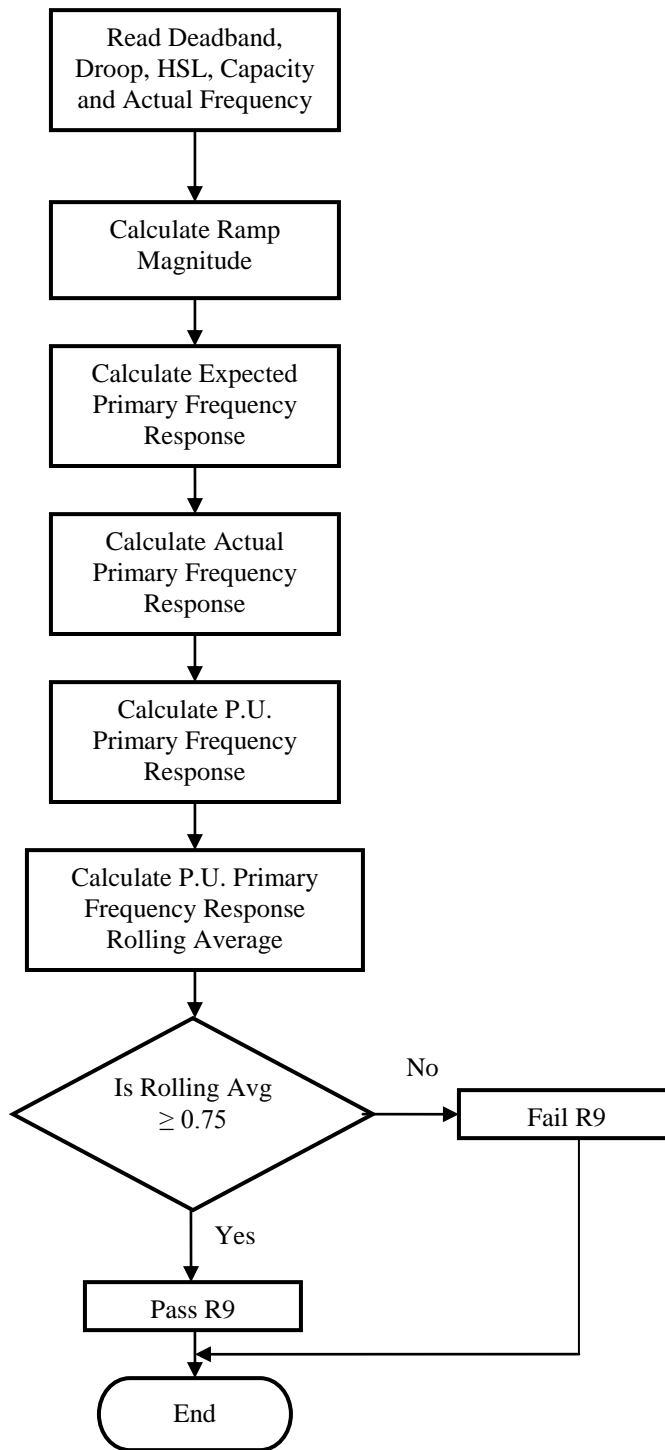 Read Deadband,
Droop, HSL, Capacity
and Actual Frequency
Calculate Ramp
Magnitude
Calculate Expected
Primary Frequency
Response
Calculate Actual
Primary Frequency
Response
Calculate P.U.
Primary Frequency
Response
Calculate P.U. Primary
Frequency Response
Rolling Average
Is Rolling Avg
≥ 0.75
No
Fail R9
Yes
Pass R9
End